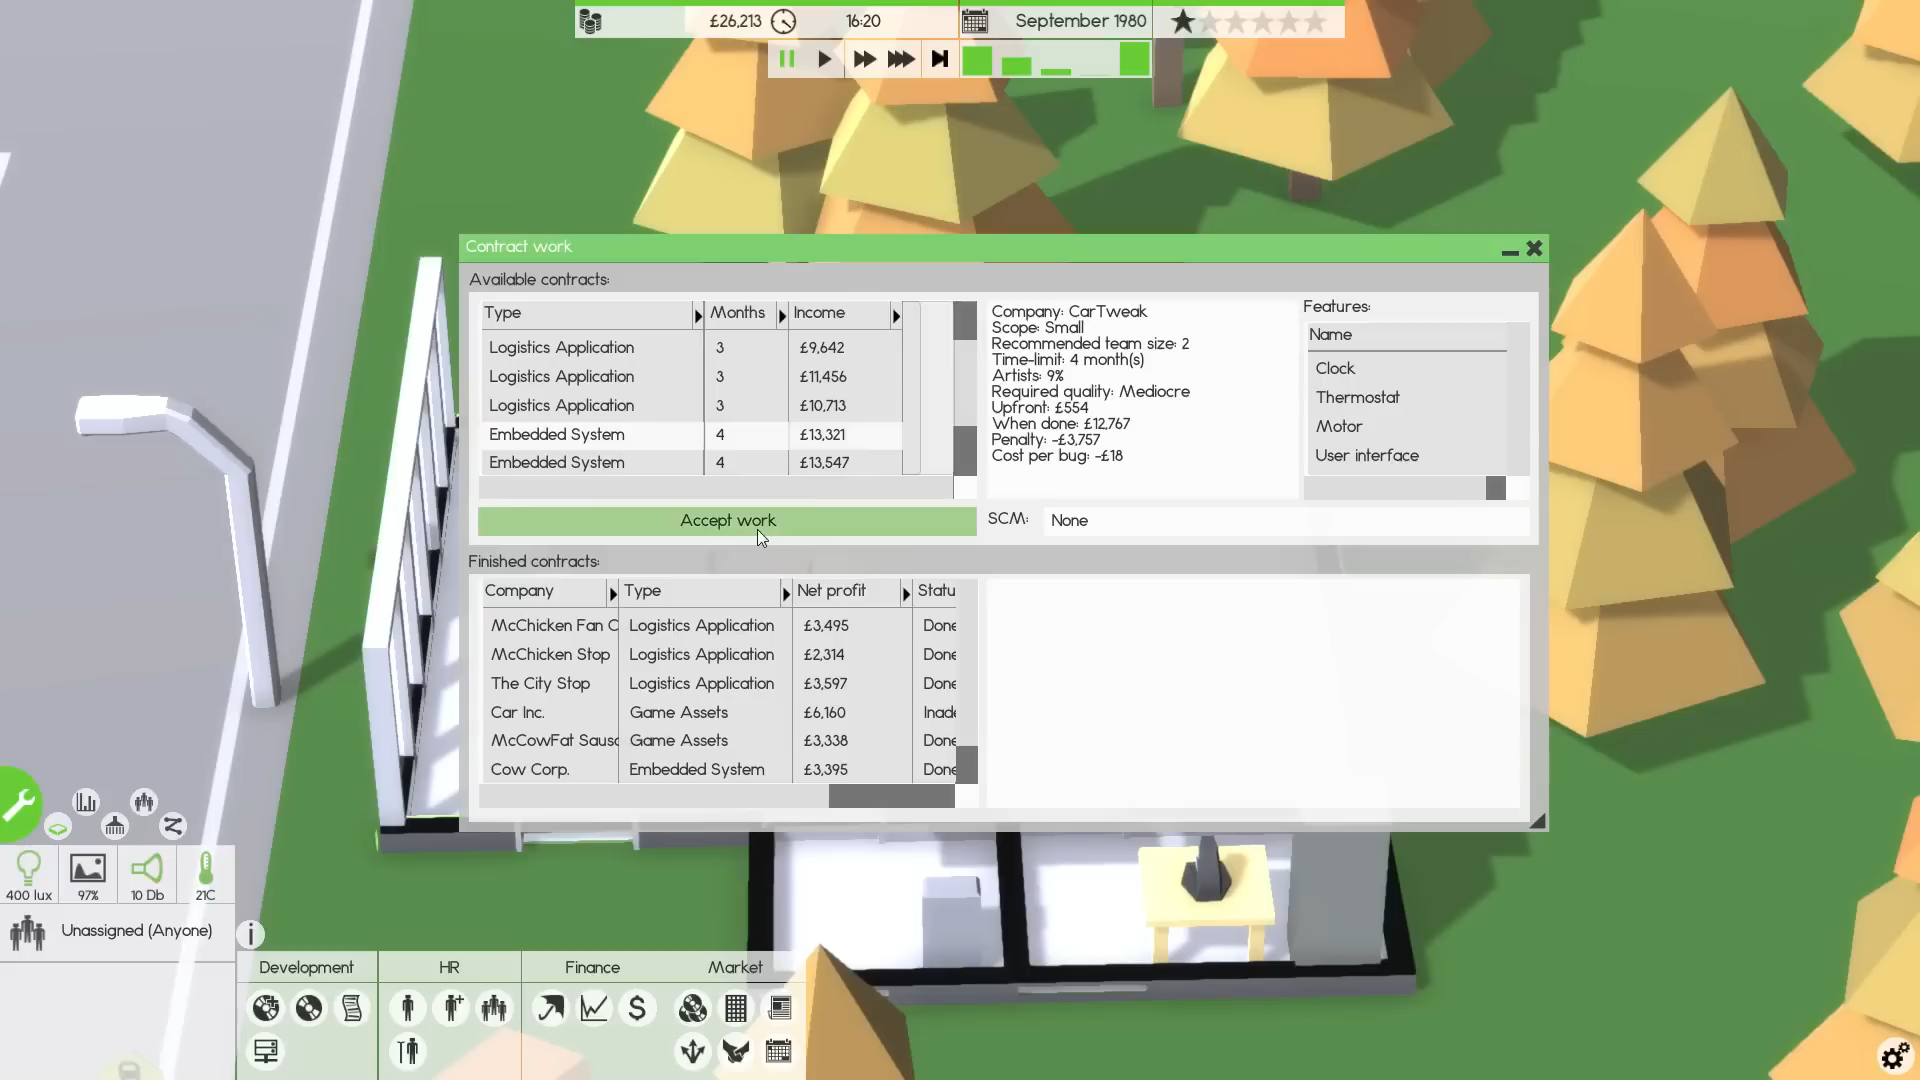 £26,213
16:20
September 1980
Contract work
Available contracts:
Type Months Income
Logistics Application 3 £9,642
Logistics Application 3 £11,456
Logistics Application 3 £10,713
Embedded System 4 £13,321
Embedded System 4 £13,547
Company: CarTweak
Scope: Small
Recommended team size: 2
Time-limit: 4 month(s)
Artists: 9%
Required quality: Mediocre
Upfront: £554
When done: £12,767
Penalty: -£3,757
Cost per bug: -£18
Features:
Name
Clock
Thermostat
Motor
User interface
Accept work
SCM: None
Finished contracts:
Company Type Net profit Statu
McChicken Fan C Logistics Application £3,495 Done
McChicken Stop Logistics Application £2,314 Done
The City Stop Logistics Application £3,597 Done
Car Inc. Game Assets £6,160 Inade
McCowFat Sausa Game Assets £3,338 Done
Cow Corp. Embedded System £3,395 Done
400 lux 97% 10 Db 21C
Unassigned (Anyone)
i
Development HR Finance Market